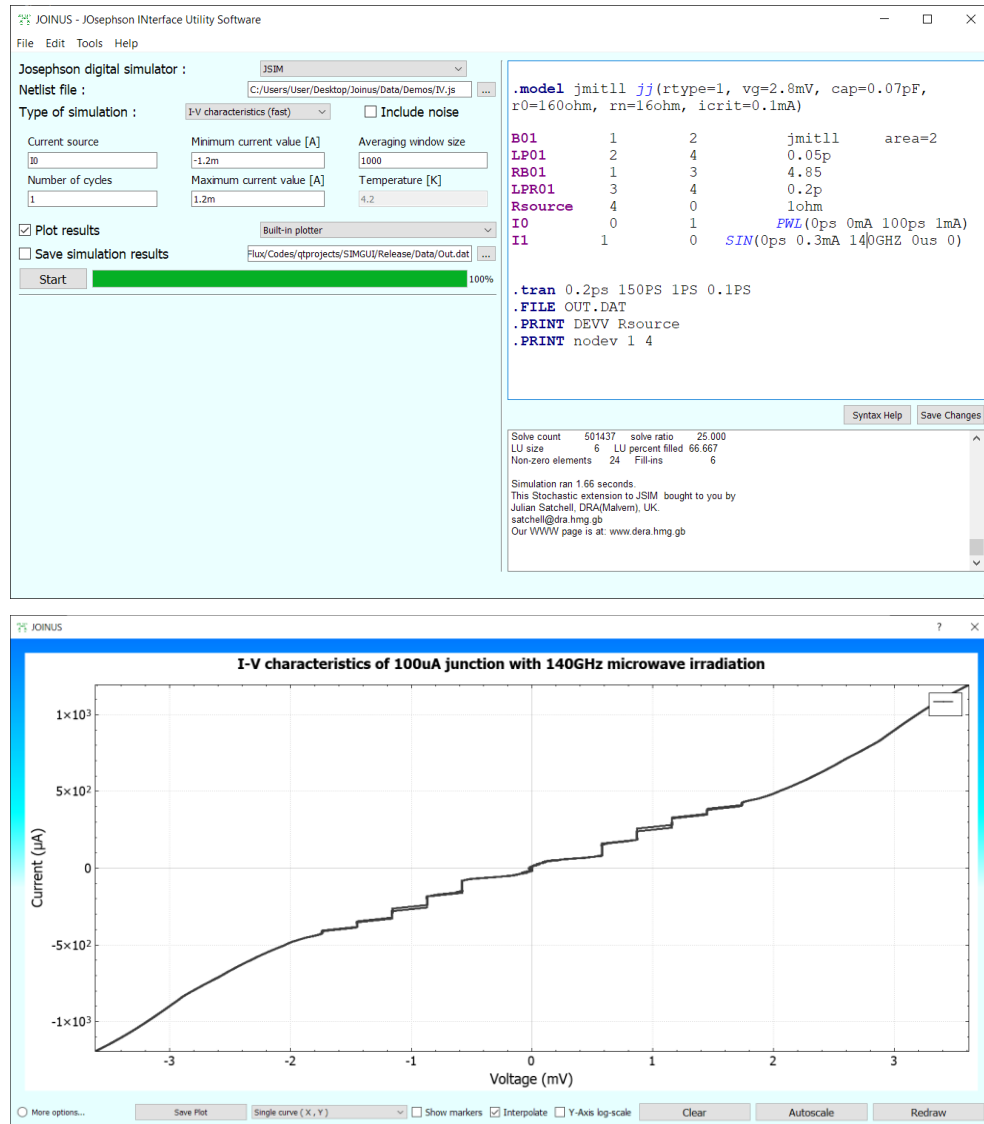 JOINUS - JOsephson INterface Utility Software
File Edit Tools Help
Josephson digital simulator : JSIM
Netlist file : C:/Users/User/Desktop/Joinus/Data/Demos/IV.js ...
Type of simulation : I-V characteristics (fast) Include noise
Current source Minimum current value [A] Averaging window size
I0 -1.2m 1000
Number of cycles Maximum current value [A] Temperature [K]
1 1.2m 4.2
Plot results Built-in plotter
Save simulation results Flux/Codes/qtprojects/SIMGUI/Release/Data/Out.dat ...
Start 100%
.model jmitll jj(rtype=1, vg=2.8mV, cap=0.07pF,
r0=160ohm, rn=16ohm, icrit=0.1mA)
B01 1 2 jmitll area=2
LP01 2 4 0.05p
RB01 1 3 4.85
LPR01 3 4 0.2p
Rsource 4 0 1ohm
I0 0 1 PWL(0ps 0mA 100ps 1mA)
I1 1 0 SIN(0ps 0.3mA 140GHZ 0us 0)
.tran 0.2ps 150PS 1PS 0.1PS
.FILE OUT.DAT
.PRINT DEVV Rsource
.PRINT nodev 1 4
Syntax Help Save Changes
Solve count 501437 solve ratio 25.000
LU size 6 LU percent filled 66.667
Non-zero elements 24 Fill-ins 6
Simulation ran 1.66 seconds.
This Stochastic extension to JSIM bought to you by
Julian Satchell, DRA(Malvern), UK.
satchell@dra.hmg.gb
Our WWW page is at: www.dera.hmg.gb
JOINUS ?
I-V characteristics of 100uA junction with 140GHz microwave irradiation
1×10³
5×10²
0
-5×10²
-1×10³
Current (μA)
-3 -2 -1 0 1 2 3
Voltage (mV)
More options... Save Plot Single curve ( X , Y ) Show markers Interpolate Y-Axis log-scale Clear Autoscale Redraw